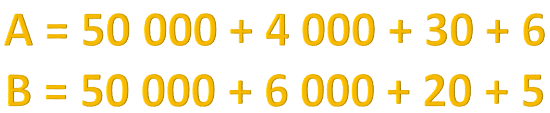 A = 50 000 + 4 000 + 30 + 6
B = 50 000 + 6 000 + 20 + 5